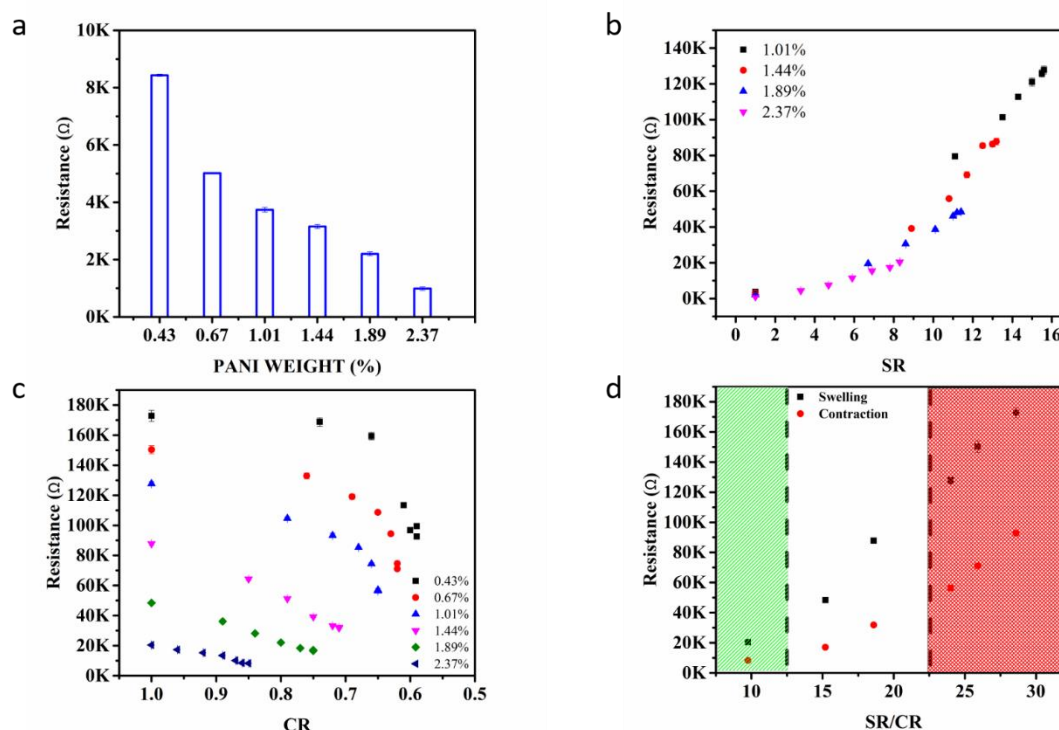 a
10K
8K
6K
4K
2K
0K
Resistance (Ω)
0.43 0.67 1.01 1.44 1.89 2.37
PANI WEIGHT (%)
b
140K
120K
100K
80K
60K
40K
20K
0K
Resistance (Ω)
1.01%
1.44%
1.89%
2.37%
0 2 4 6 8 10 12 14 16
SR
c
180K
160K
140K
120K
100K
80K
60K
40K
20K
0K
Resistance (Ω)
0.43%
0.67%
1.01%
1.44%
1.89%
2.37%
1.0 0.9 0.8 0.7 0.6 0.5
CR
d
180K
160K
140K
120K
100K
80K
60K
40K
20K
0K
Resistance (Ω)
Swelling
Contraction
10 15 20 25 30
SR/CR